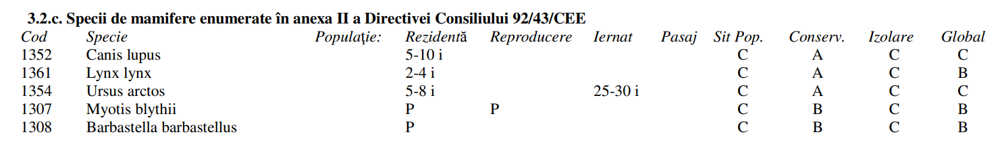 3.2.c. Specii de mamifere enumerate în anexa II a Directivei Consiliului 92/43/CEE
Cod Specie Populaţie: Rezidentă Reproducere Iernat Pasaj Sit Pop. Conserv. Izolare Global
1352 Canis lupus 5-10 i C A C C
1361 Lynx lynx 2-4 i C A C B
1354 Ursus arctos 5-8 i 25-30 i C A C C
1307 Myotis blythii P P C B C B
1308 Barbastella barbastellus P C B C B